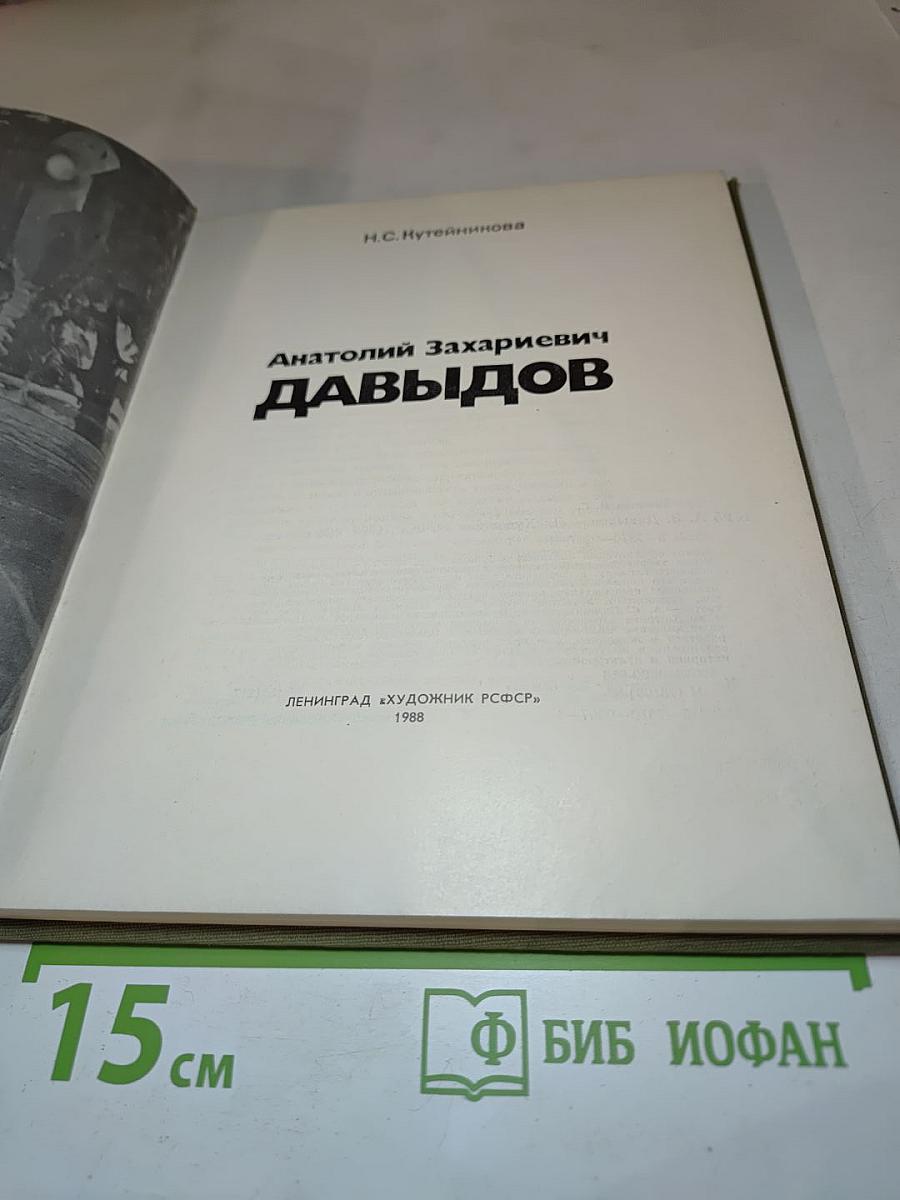 Н.С.Кутейникова
Анатолий Захариевич
ДАВЫДОВ
ЛЕНИНГРАД «ХУДОЖНИК РСФСР»
1988
15 см
Ф БИБ ИОФАН